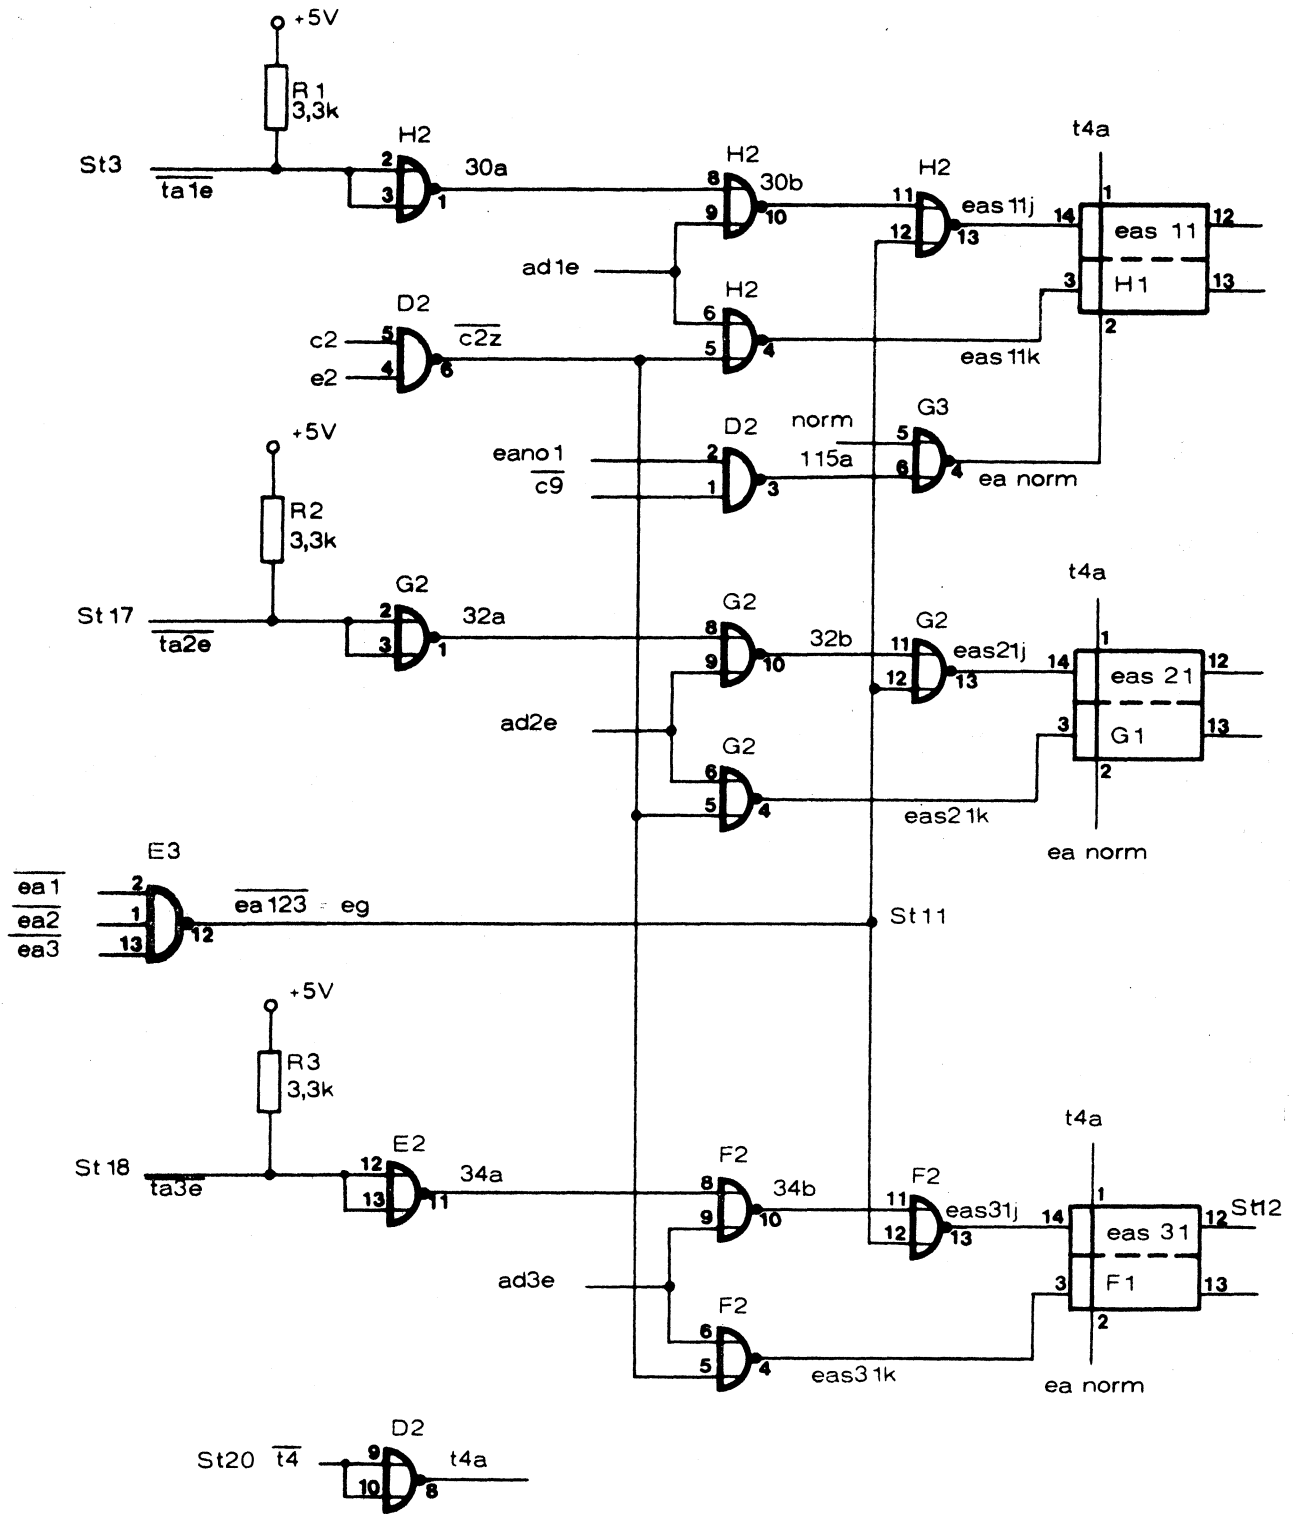 +5V
R1
3,3k
t4a
H2
H2
H2
St3
2
30a
8
30b
11
eas 11j
1
ta1e
3
1
9
10
12
13
14
eas 11
12
ad1e
3
H1
13
D2
H2
6
2
c2
5
c2z
5
4
eas 11k
e2
4
6
G3
+5V
norm
5
D2
eano1
2
115a
6
4
c9
1
3
ea norm
R2
3,3k
t4a
G2
G2
G2
St17
2
32a
8
32b
11
eas21j
1
ta2e
3
1
9
10
12
13
14
eas 21
12
ad2e
3
G1
13
G2
6
2
5
4
eas21k
E3
ea norm
ea1
2
ea2
1
ea123 = eg
St11
ea3
13
12
+5V
R3
3,3k
t4a
E2
F2
F2
St18
12
34a
8
34b
11
eas31j
1
St12
ta3e
13
11
9
10
12
13
14
eas 31
12
ad3e
3
F1
13
F2
6
2
5
4
eas31k
ea norm
D2
St20 t4
9
t4a
10
8